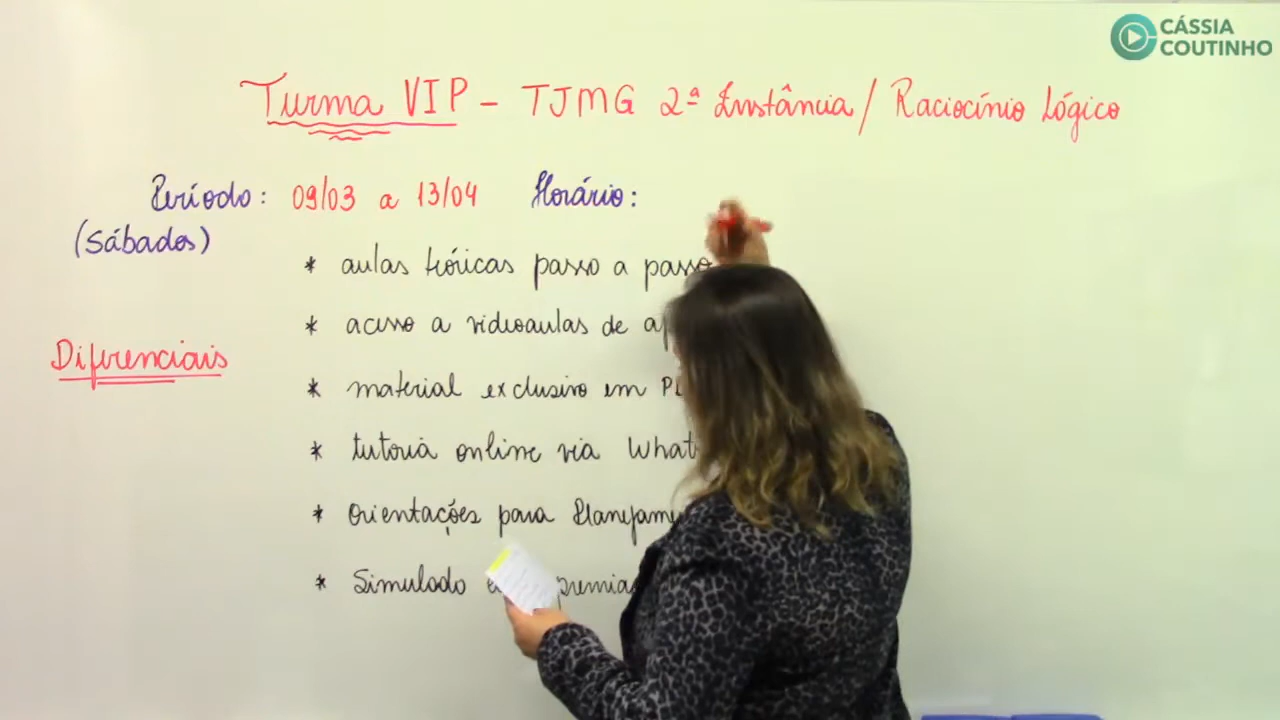 CÁSSIA
COUTINHO
Turma VIP - TJMG 2ª Instância / Raciocínio Lógico
Período: 09/03 a 13/04 Horário:
(Sábados)
* aulas teóricas passo a passo
* acesso a videoaulas de
Diferenciais
* material exclusivo em
* tutoria online via
* Orientações para
* Simulado